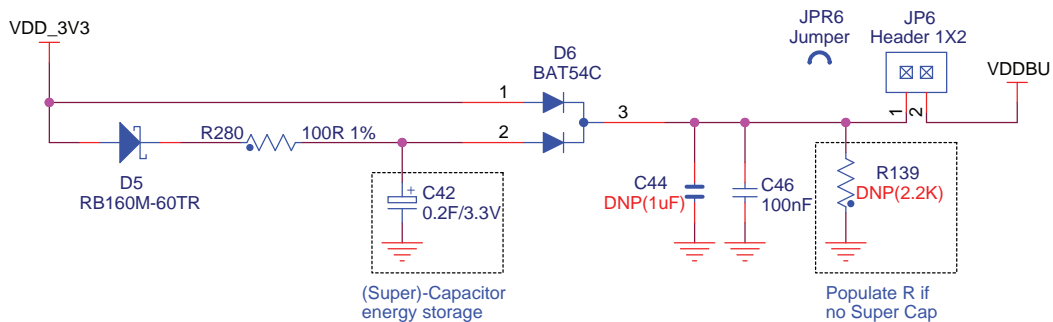 VDD_3V3
JPR6
Jumper
JP6
Header 1X2
VDDBU
D6
BAT54C
1
2
3
1
2
R280
100R 1%
D5
RB160M-60TR
C42
0.2F/3.3V
+
C44
DNP(1uF)
C46
100nF
R139
DNP(2.2K)
(Super)-Capacitor
energy storage
Populate R if
no Super Cap